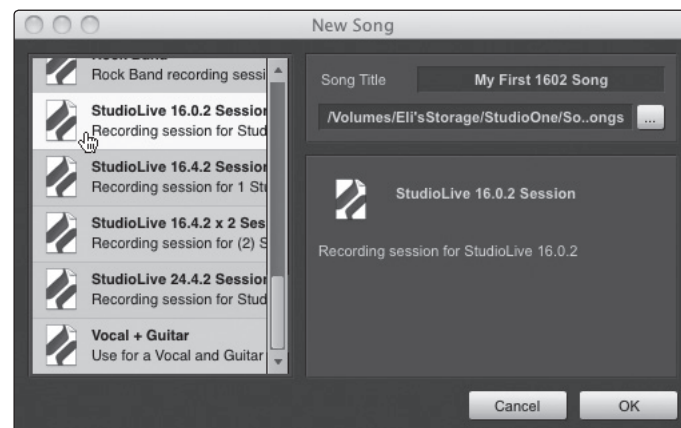 New Song
Rock Band recording sessi
StudioLive 16.0.2 Session
Recording session for Stud
StudioLive 16.4.2 Session
Recording session for 1 Stu
StudioLive 16.4.2 x 2 Ses
Recording session for (2) S
StudioLive 24.4.2 Session
Recording session for Stud
Vocal + Guitar
Use for a Vocal and Guitar
Song Title My First 1602 Song
/Volumes/Eli'sStorage/StudioOne/So..ongs ...
StudioLive 16.0.2 Session
Recording session for StudioLive 16.0.2
Cancel OK